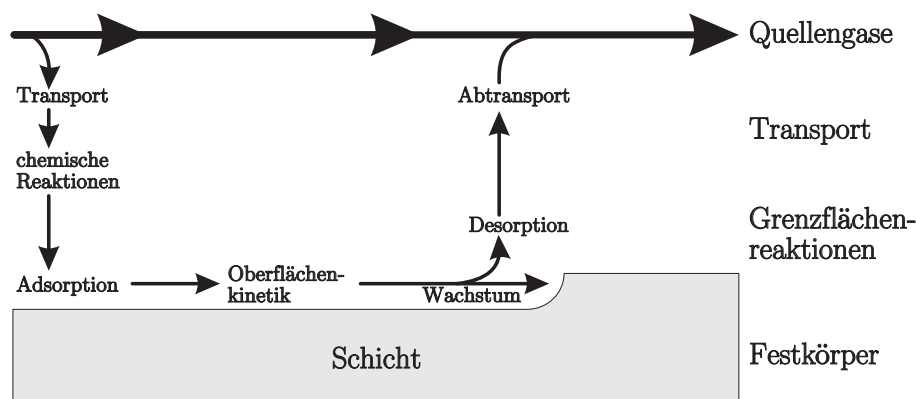 Quellengase
Transport
Abtransport
Transport
chemische
Reaktionen
Desorption
Grenzflächen-
reaktionen
Adsorption
Oberflächen-
kinetik
Wachstum
Schicht
Festkörper